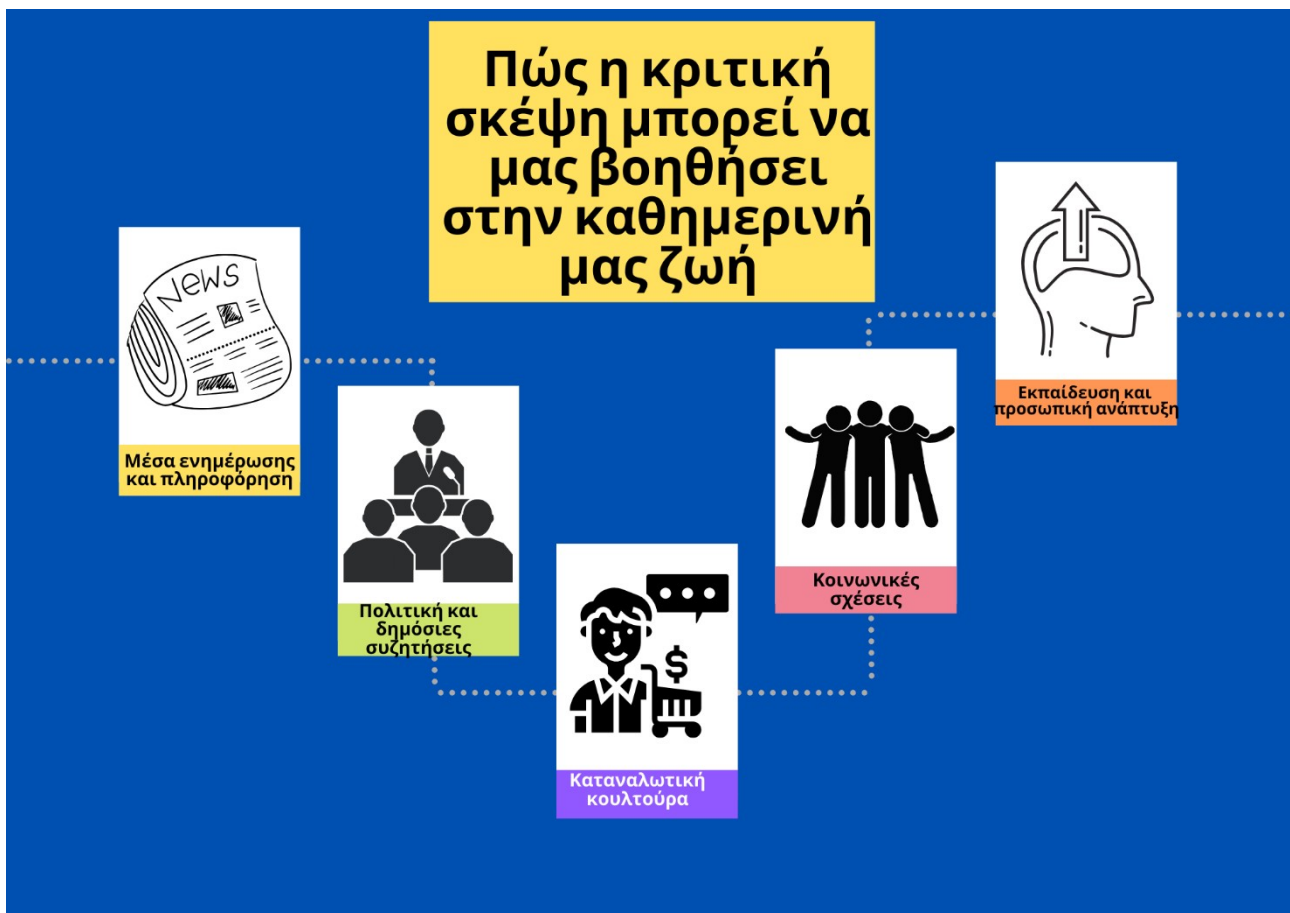 Πώς η κριτική
σκέψη μπορεί να
μας βοηθήσει
στην καθημερινή
μας ζωή
NEWS
Μέσα ενημέρωσης
και πληροφόρηση
Πολιτική και
δημόσιες
συζητήσεις
$
Καταναλωτική
κουλτούρα
Κοινωνικές
σχέσεις
Εκπαίδευση και
προσωπική ανάπτυξη